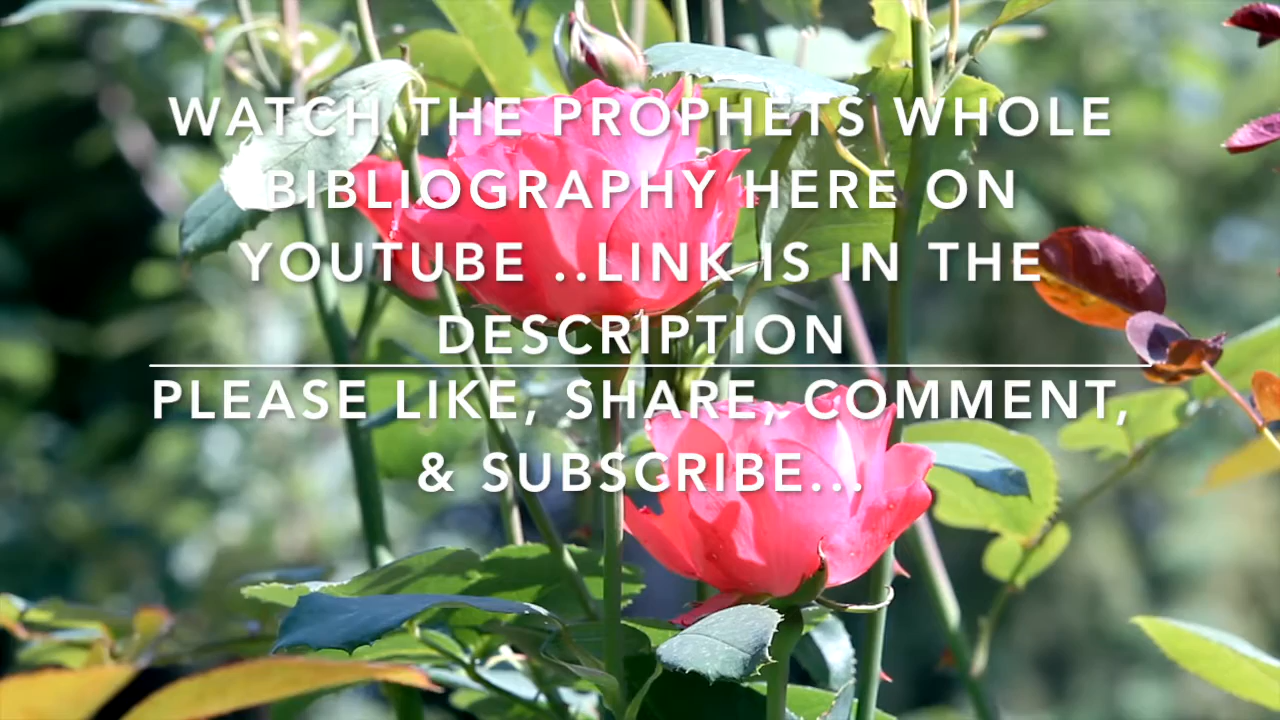 WATCH THE PROPHETS WHOLE
BIBLIOGRAPHY HERE ON
YOUTUBE ..LINK IS IN THE
DESCRIPTION
PLEASE LIKE, SHARE, COMMENT,
& SUBSCRIBE...